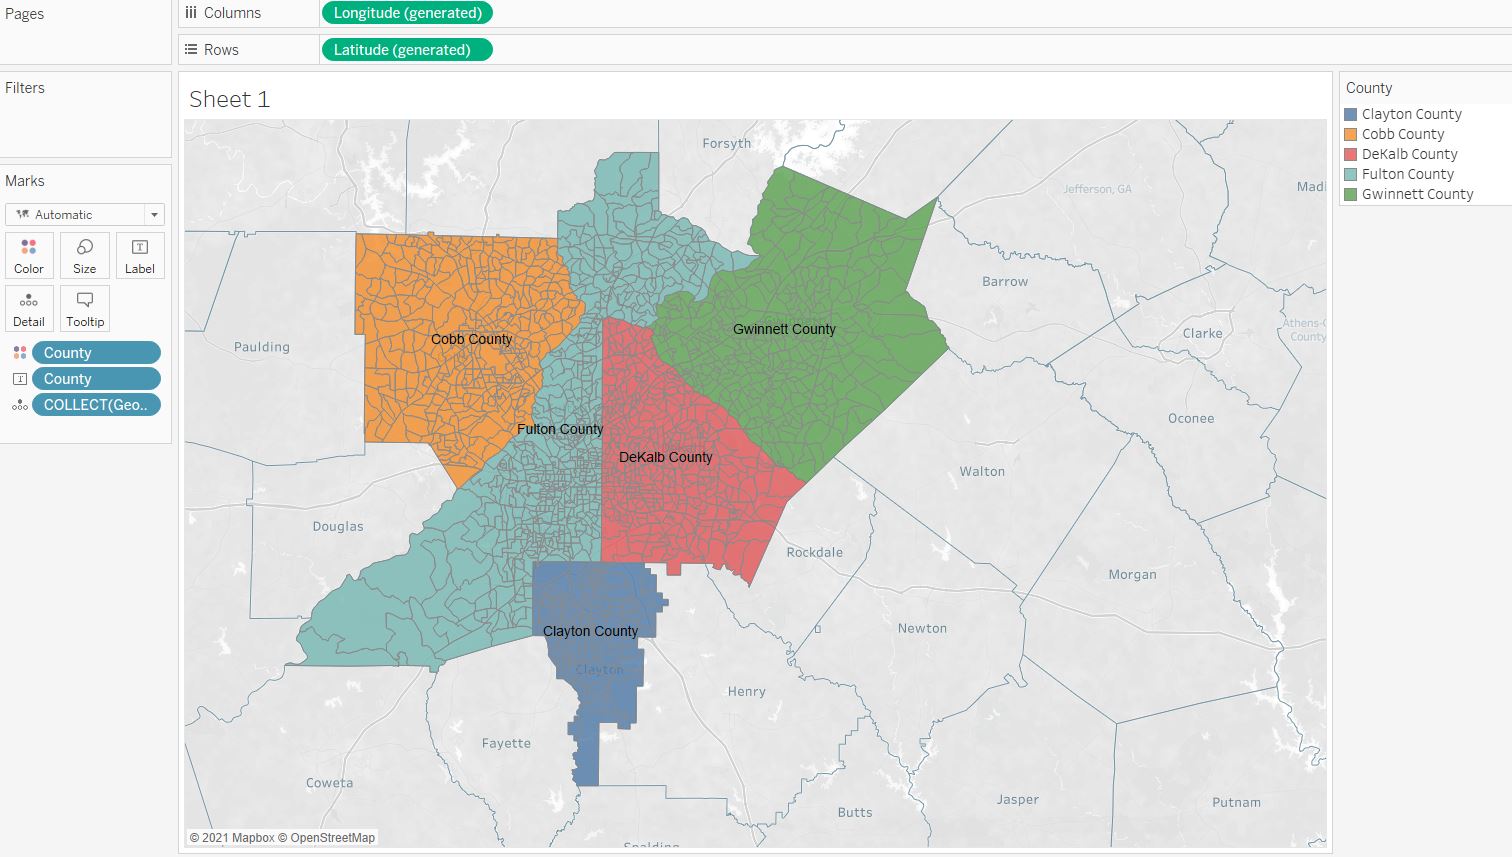 Pages
Columns
Longitude (generated)
Rows
Latitude (generated)
Filters
Marks
Automatic
Color
Size
Label
Detail
Tooltip
County
County
COLLECT(Geo..
Sheet 1
Forsyth
Jefferson, GA
Madi
Barrow
Gwinnett County
Clarke
Athens-C
County
Cobb County
Paulding
Oconee
Fulton County
DeKalb County
Walton
Douglas
Rockdale
Morgan
Newton
Clayton County
Clayton
Henry
Fayette
Coweta
Jasper
Putnam
Butts
Spalding
© 2021 Mapbox © OpenStreetMap
County
Clayton County
Cobb County
DeKalb County
Fulton County
Gwinnett County